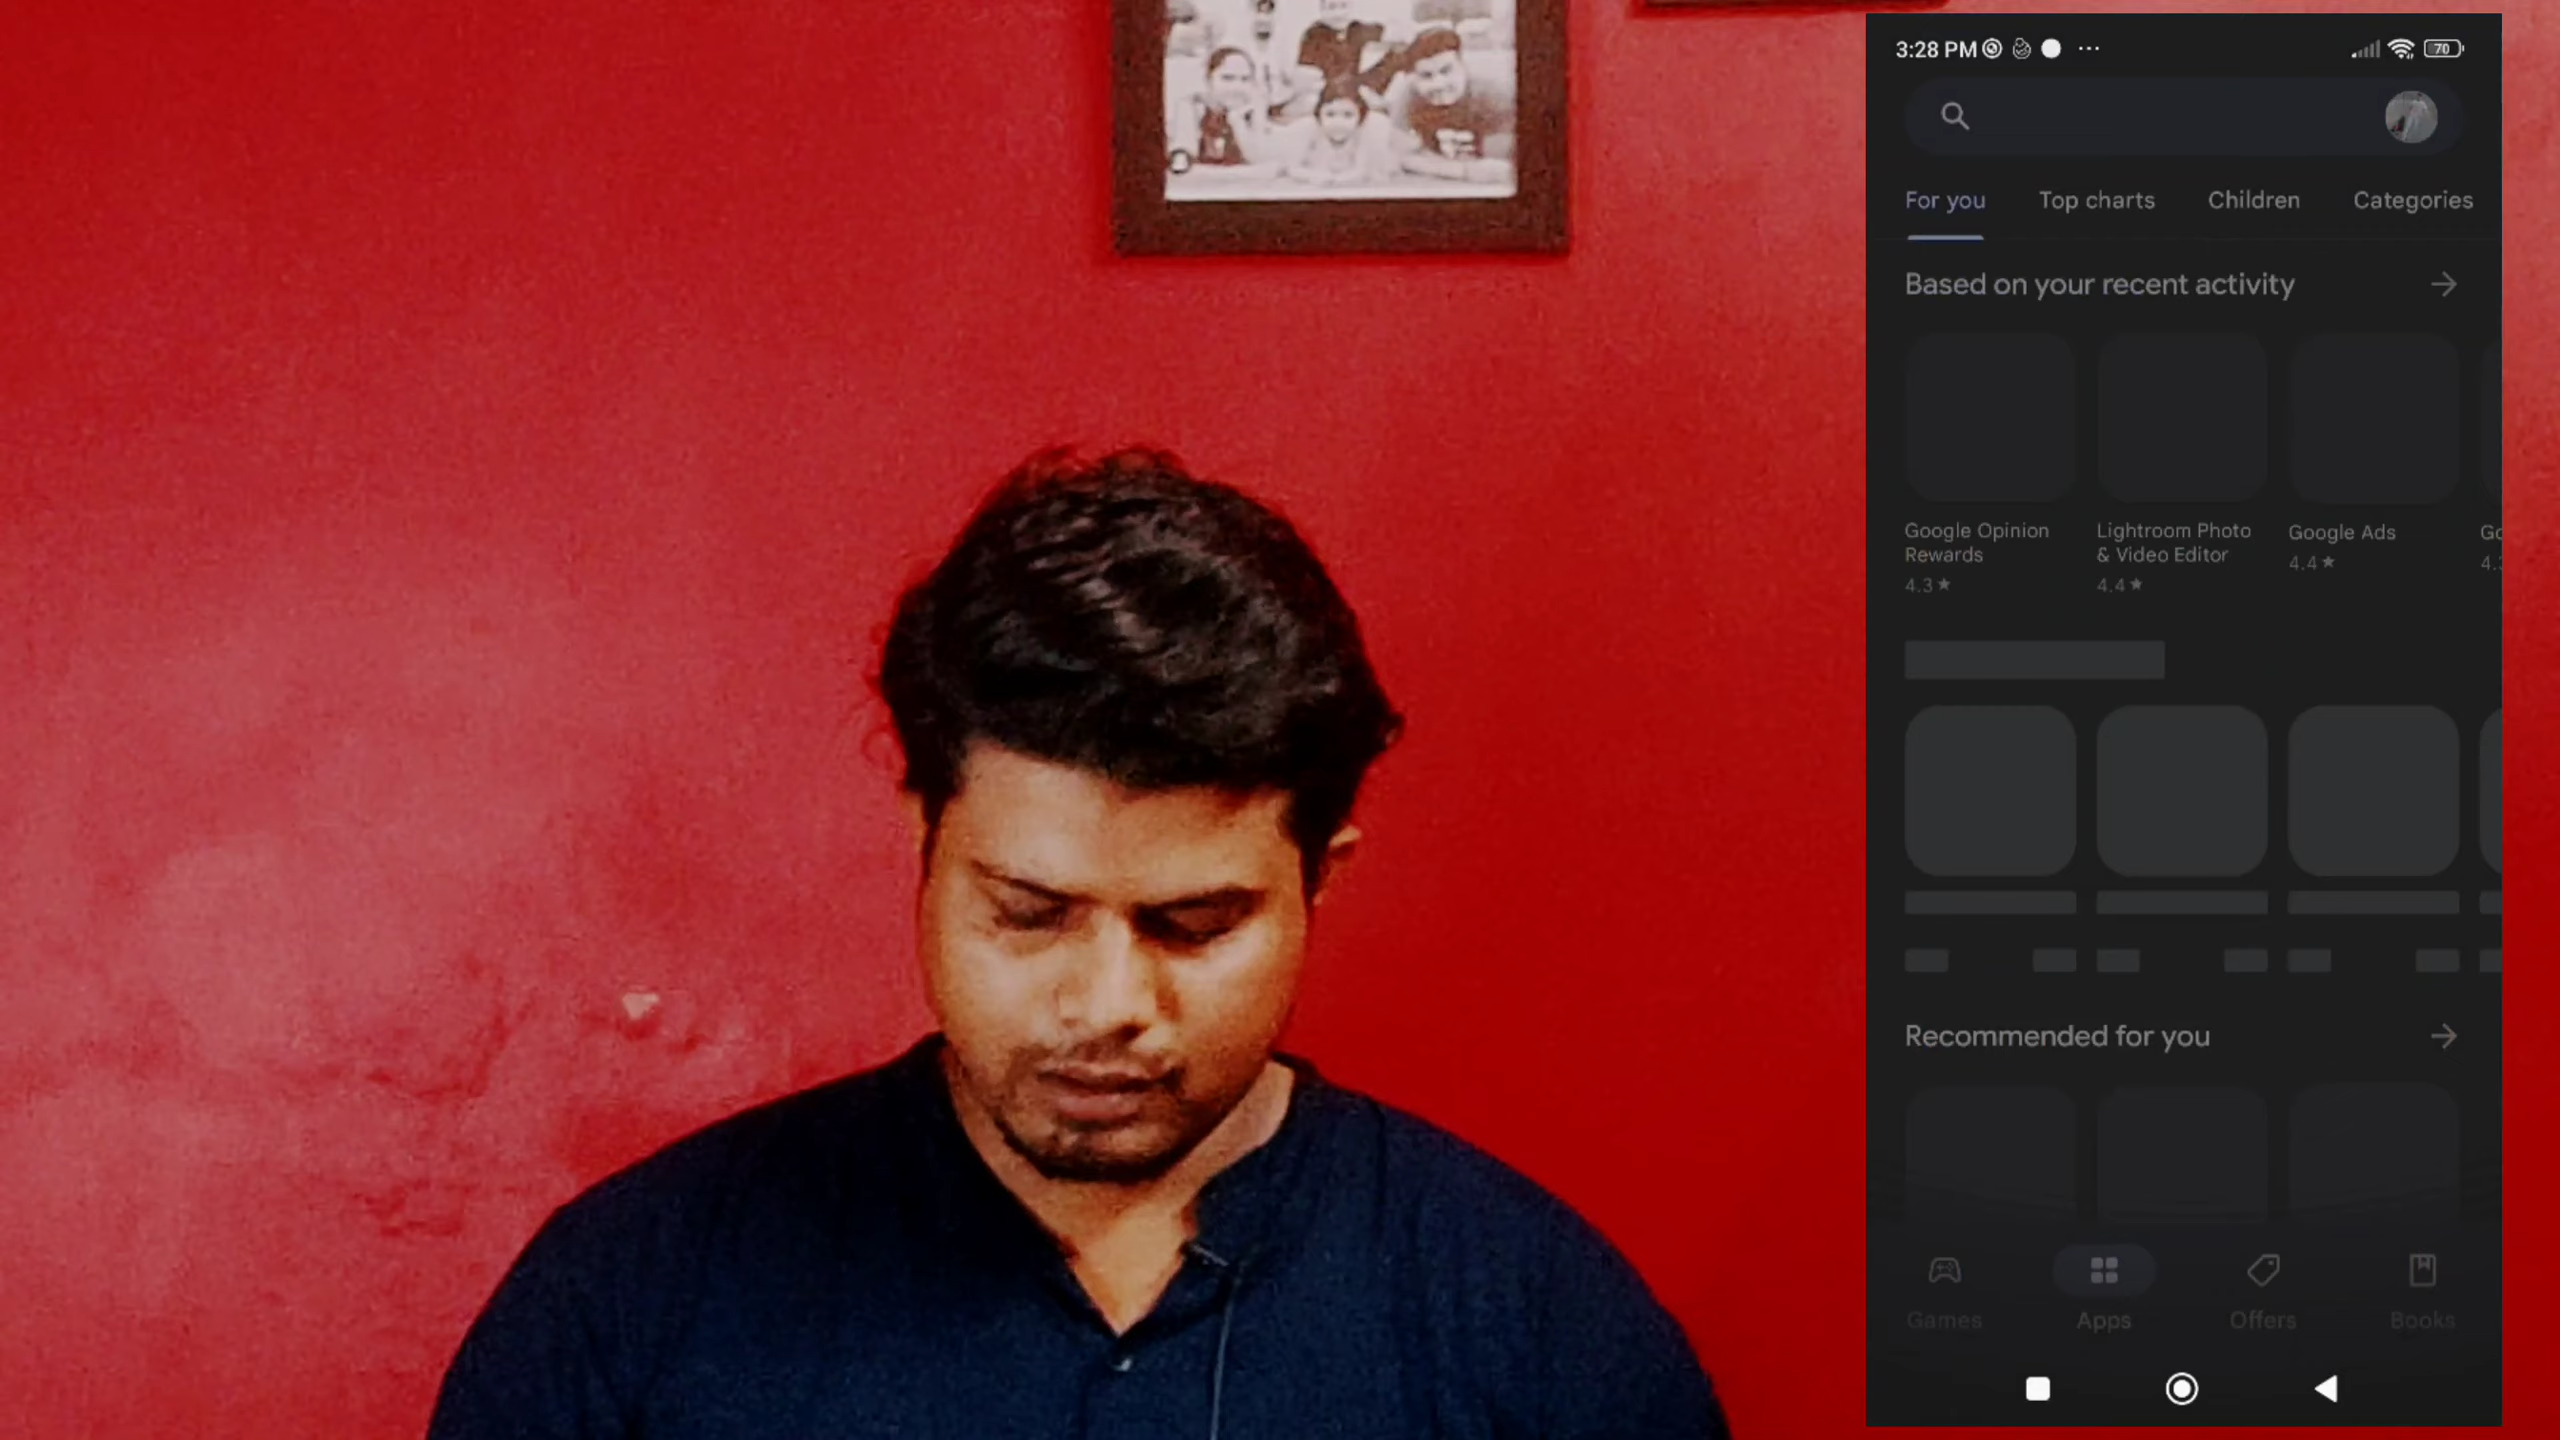 3:28 PM
70
For you Top charts Children Categories
Based on your recent activity
Google Opinion Rewards
4.3★
Lightroom Photo & Video Editor
4.4★
Google Ads
4.4★
Recommended for you
Games Apps Offers Books